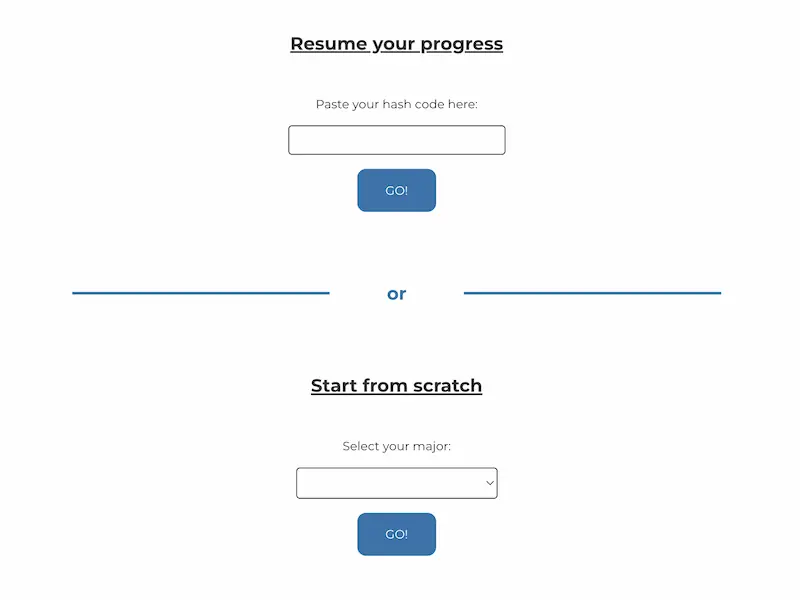 Resume your progress
Paste your hash code here:
GO!
or
Start from scratch
Select your major:
GO!